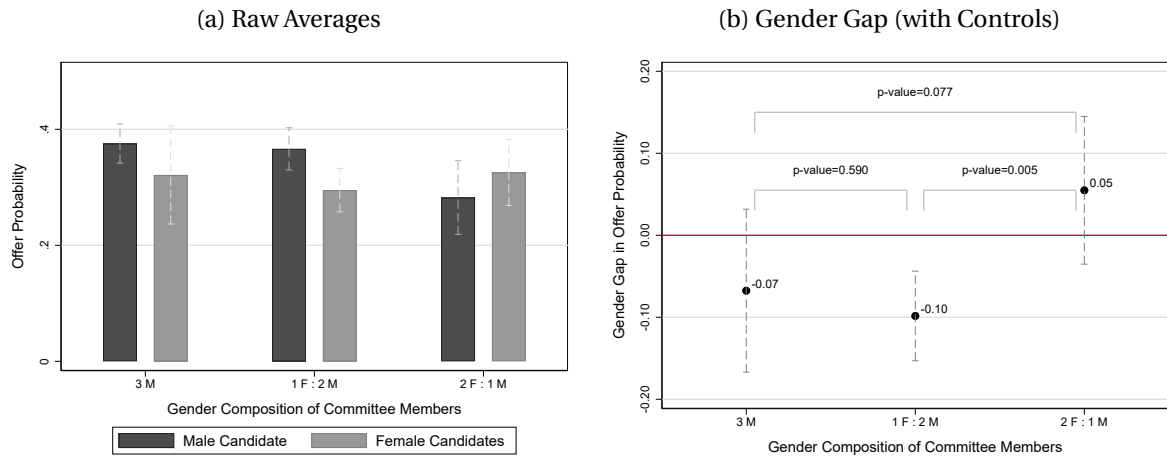 (a) Raw Averages
Offer Probability
.4
.2
0
3 M
1 F : 2 M
2 F : 1 M
Gender Composition of Committee Members
Male Candidate
Female Candidates
(b) Gender Gap (with Controls)
Gender Gap in Offer Probability
0.20
0.10
0.00
-0.10
-0.20
p-value=0.077
p-value=0.590
p-value=0.005
0.05
-0.07
-0.10
3 M
1 F : 2 M
2 F : 1 M
Gender Composition of Committee Members